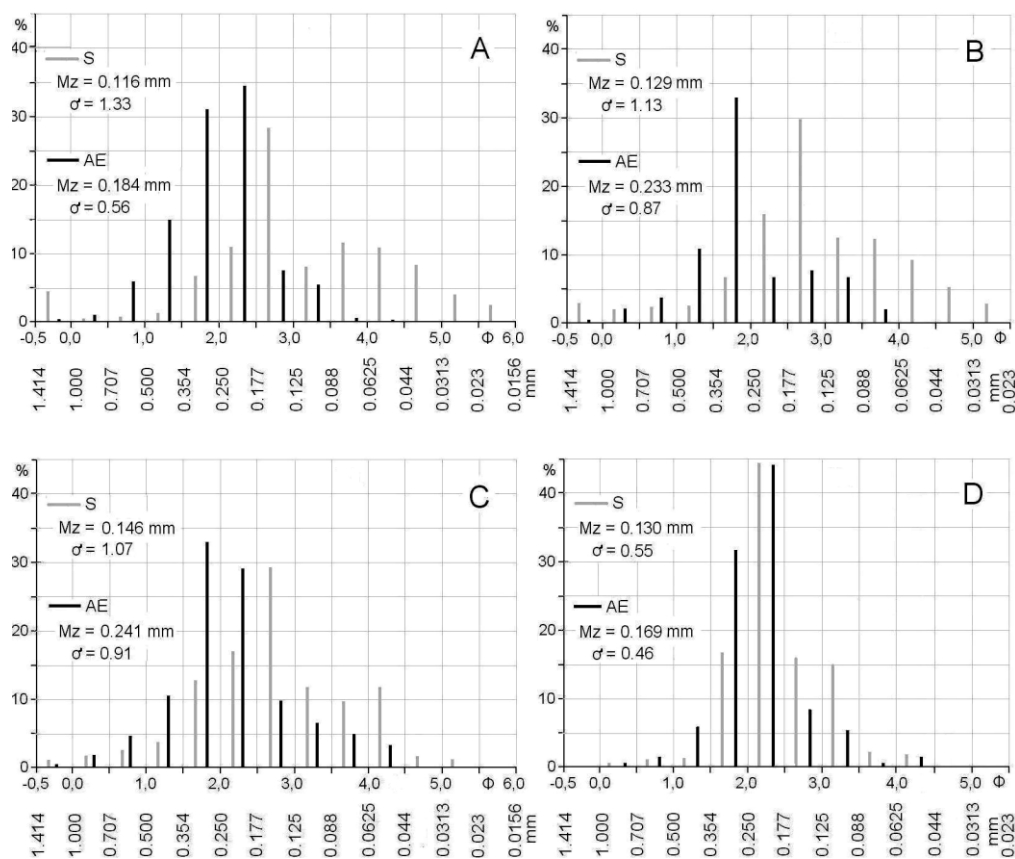 %
40
30
20
10
0
A
S
Mz = 0.116 mm
σ = 1.33
AE
Mz = 0.184 mm
σ = 0.56
-0,5 0,0 1,0 2,0 3,0 4,0 5,0 Φ 6,0
1.414 1.000 0.707 0.500 0.354 0.250 0.177 0.125 0.088 0.0625 0.044 0.0313 0.023 0.0156
mm
%
40
30
20
10
0
B
S
Mz = 0.129 mm
σ = 1.13
AE
Mz = 0.233 mm
σ = 0.87
-0,5 0,0 1,0 2,0 3,0 4,0 5,0 Φ
1.414 1.000 0.707 0.500 0.354 0.250 0.177 0.125 0.088 0.0625 0.044 0.0313 0.023
mm
%
40
30
20
10
0
C
S
Mz = 0.146 mm
σ = 1.07
AE
Mz = 0.241 mm
σ = 0.91
-0,5 0,0 1,0 2,0 3,0 4,0 5,0 Φ 6,0
1.414 1.000 0.707 0.500 0.354 0.250 0.177 0.125 0.088 0.0625 0.044 0.0313 0.023 0.0156
mm
%
40
30
20
10
0
D
S
Mz = 0.130 mm
σ = 0.55
AE
Mz = 0.169 mm
σ = 0.46
-0,5 0,0 1,0 2,0 3,0 4,0 5,0 Φ
1.414 1.000 0.707 0.500 0.354 0.250 0.177 0.125 0.088 0.0625 0.044 0.0313 0.023
mm